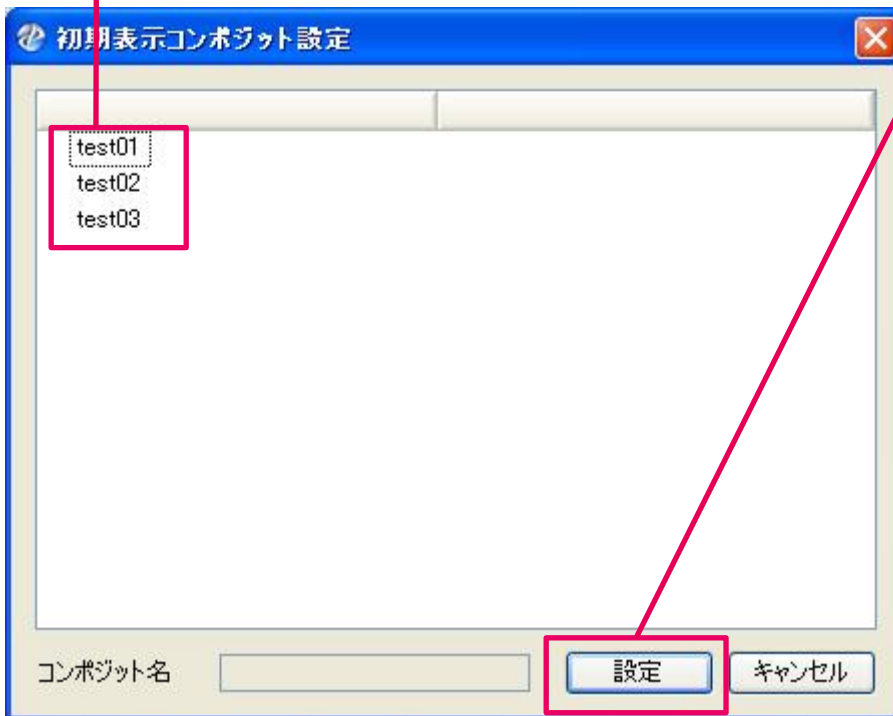 初期表示コンポジット設定
test01
test02
test03
コンポジット名
設定
キャンセル